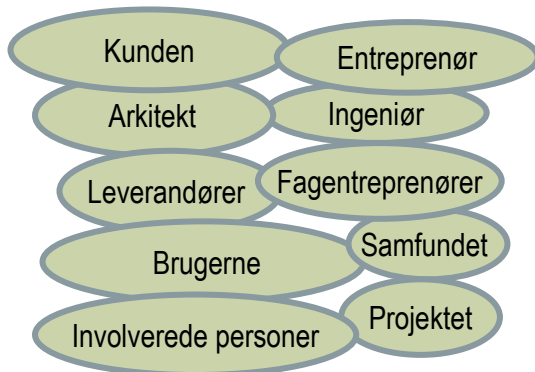 Kunden
Entreprenør
Arkitekt
Ingeniør
Leverandører
Fagentreprenører
Brugerne
Samfundet
Involverede personer
Projektet